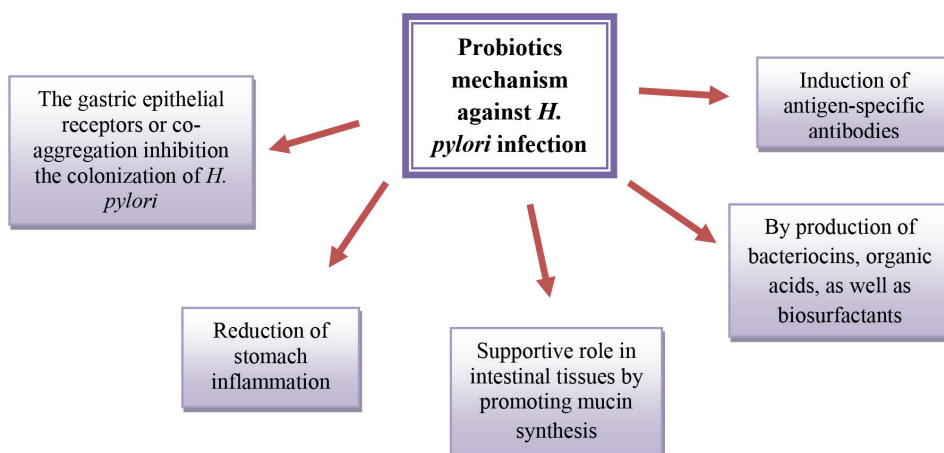 Probiotics
mechanism
against H.
pylori infection
The gastric epithelial
receptors or co-
aggregation inhibition
the colonization of H.
pylori
Reduction of
stomach
inflammation
Supportive role in
intestinal tissues by
promoting mucin
synthesis
By production of
bacteriocins, organic
acids, as well as
biosurfactants
Induction of
antigen-specific
antibodies